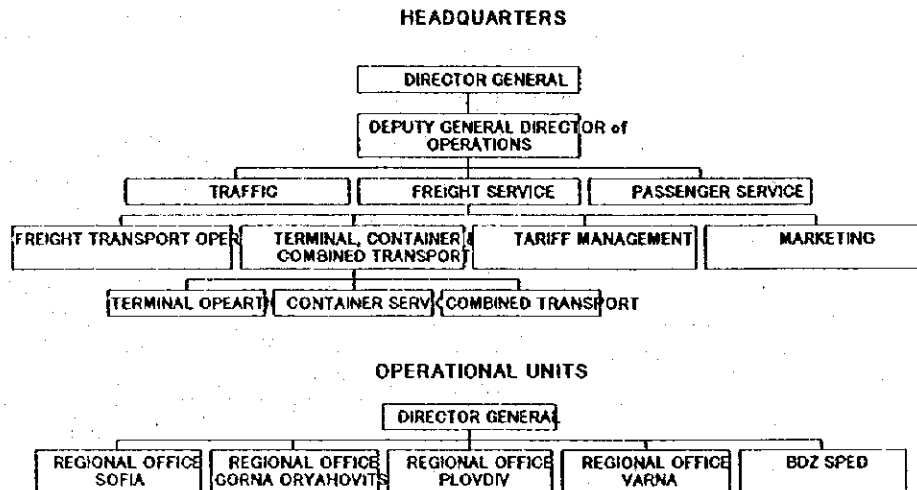 HEADQUARTERS
DIRECTOR GENERAL
DEPUTY GENERAL DIRECTOR of
OPERATIONS
TRAFFIC
FREIGHT SERVICE
PASSENGER SERVICE
FREIGHT TRANSPORT OPER
TERMINAL, CONTAINER &
COMBINED TRANSPORT
TARIFF MANAGEMENT
MARKETING
TERMINAL OPEARTI
CONTAINER SERVIC
COMBINED TRANSPORT
OPERATIONAL UNITS
DIRECTOR GENERAL
REGIONAL OFFICE
SOFIA
REGIONAL OFFICE
GORNA ORYAHOVITS
REGIONAL OFFICE
PLOVDIV
REGIONAL OFFICE
VARNA
BDZ SPED